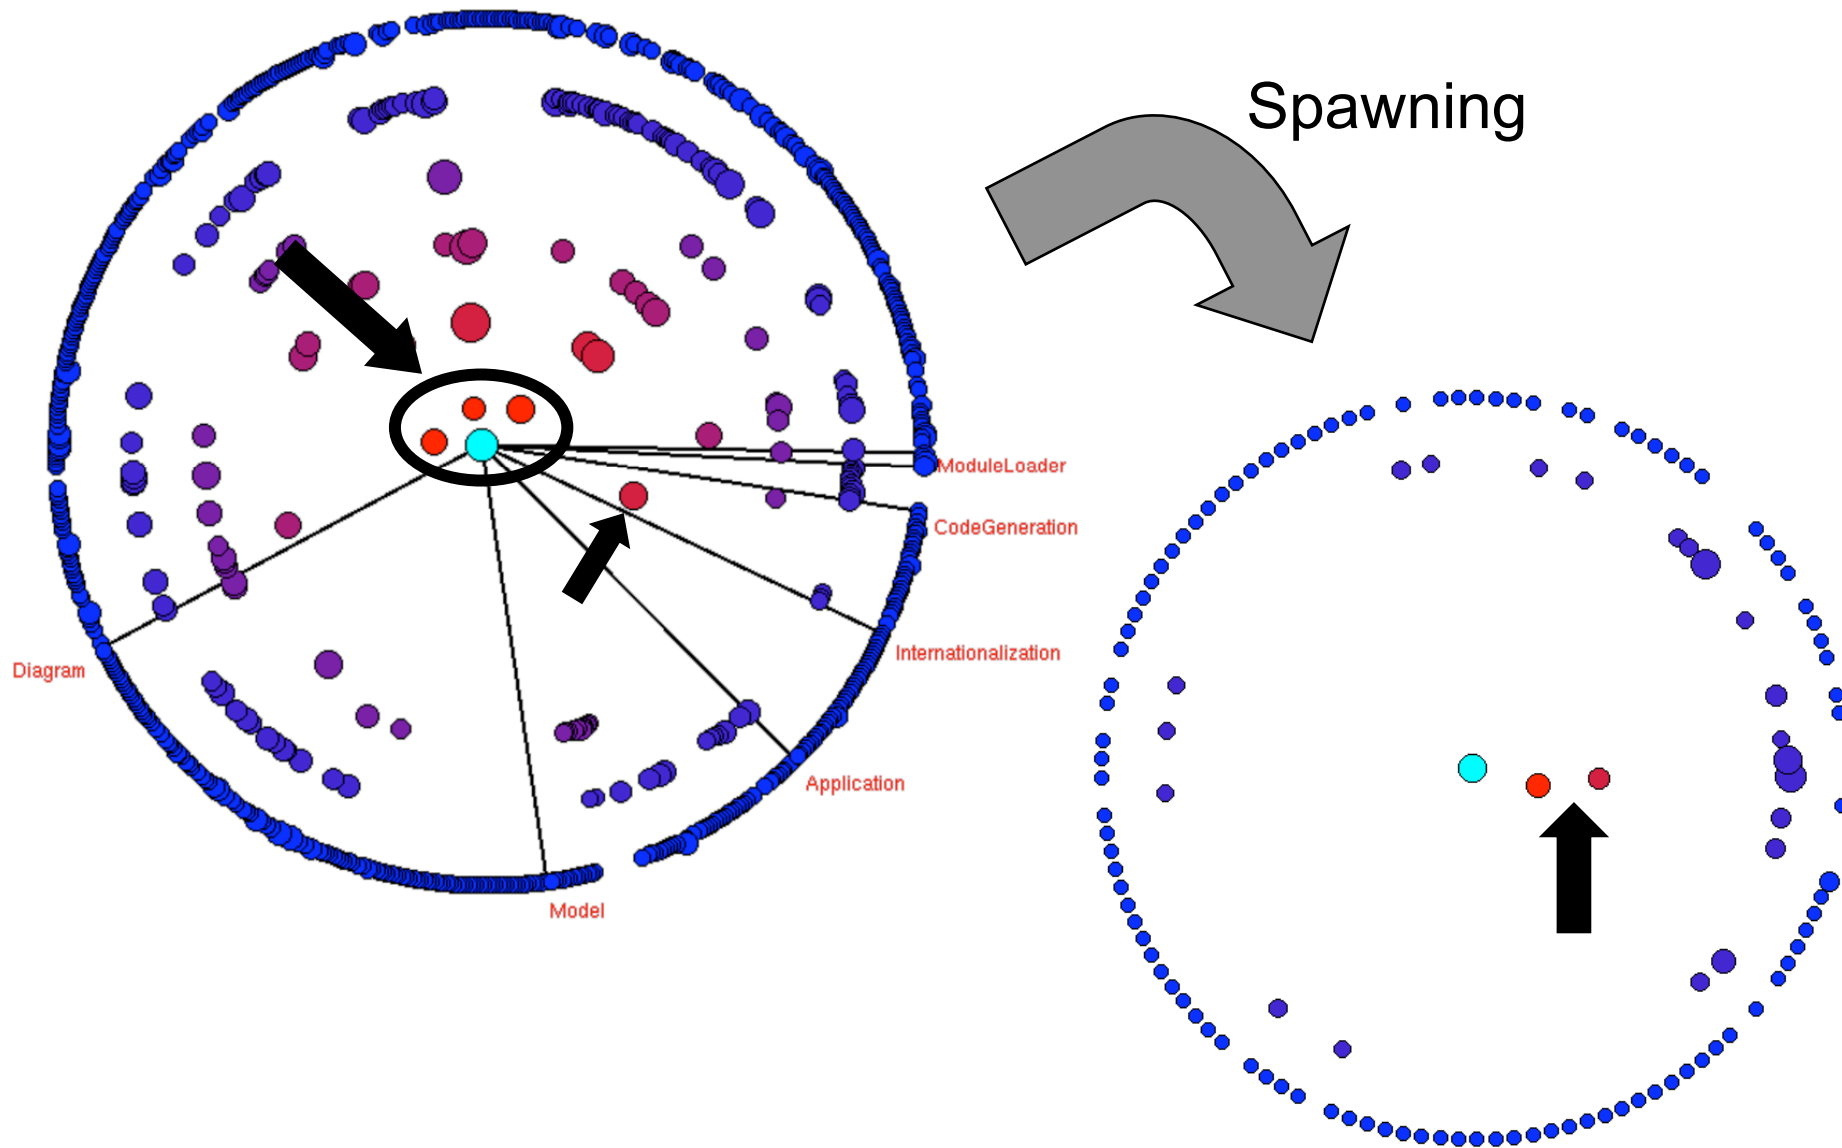 Spawning
ModuleLoader
CodeGeneration
Internationalization
Diagram
Application
Model